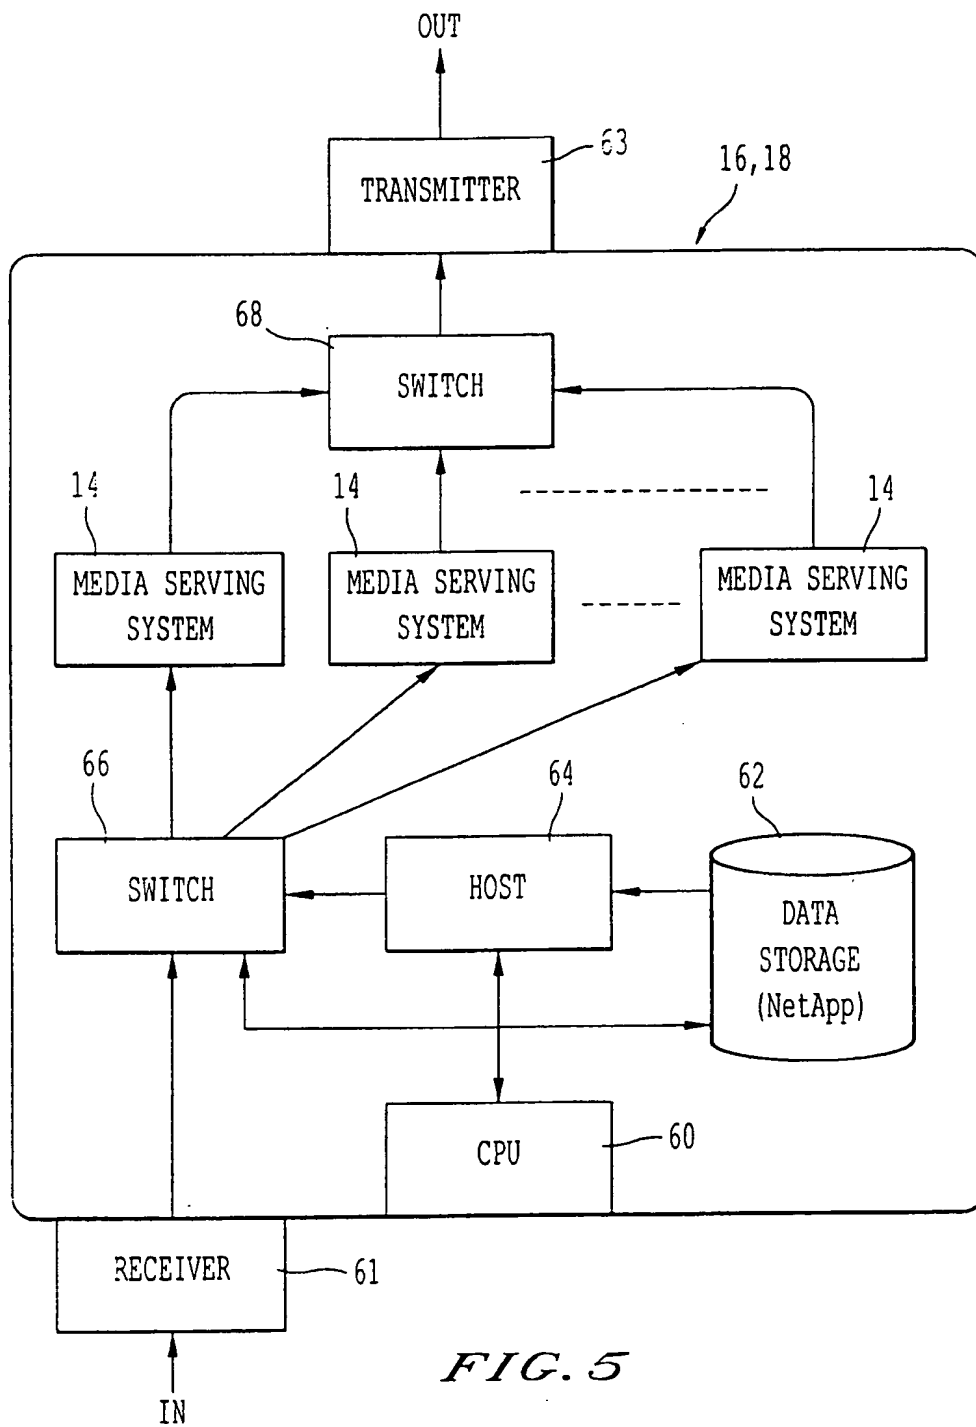 OUT
63
TRANSMITTER
16,18
68
SWITCH
14
14
14
MEDIA SERVING
SYSTEM
MEDIA SERVING
SYSTEM
MEDIA SERVING
SYSTEM
66
64
62
SWITCH
HOST
DATA
STORAGE
(NetApp)
CPU
60
RECEIVER
61
IN
FIG. 5